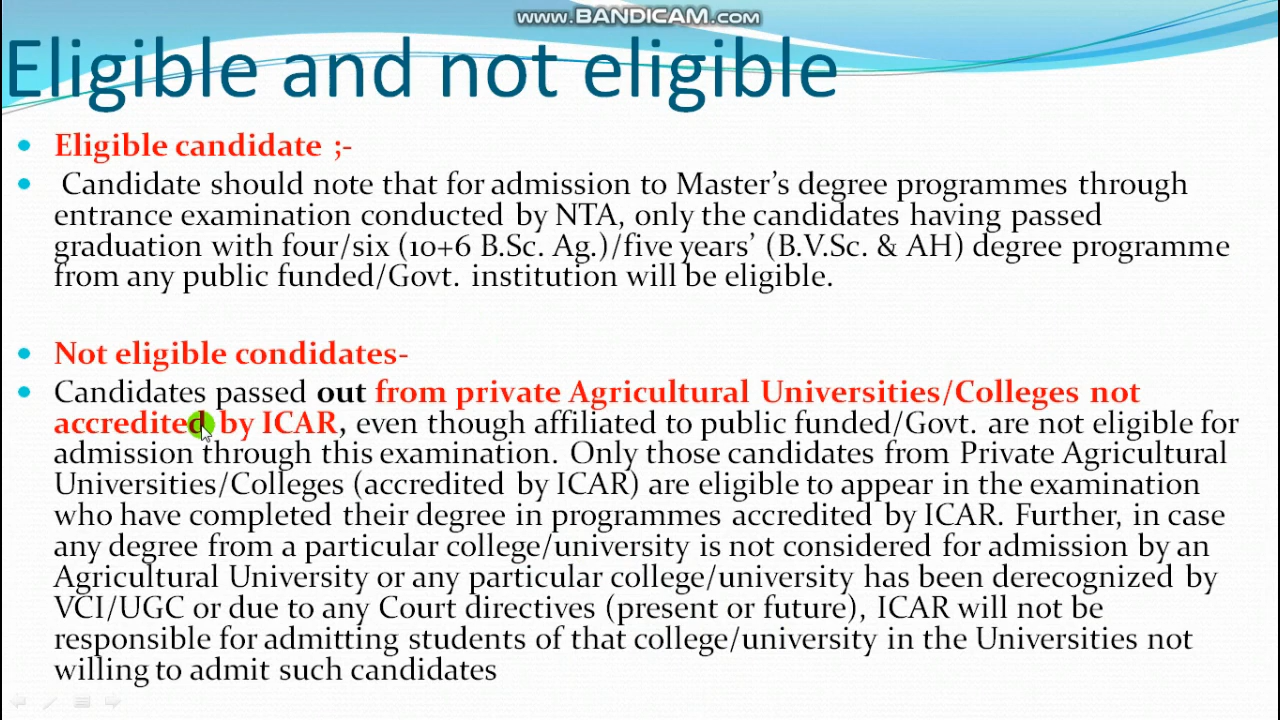 www.BANDICAM.com
Eligible and not eligible
• Eligible candidate ;-
• Candidate should note that for admission to Master's degree programmes through
entrance examination conducted by NTA, only the candidates having passed
graduation with four/six (10+6 B.Sc. Ag.)/five years' (B.V.Sc. & AH) degree programme
from any public funded/Govt. institution will be eligible.
• Not eligible condidates-
• Candidates passed out from private Agricultural Universities/Colleges not
accredited by ICAR, even though affiliated to public funded/Govt. are not eligible for
admission through this examination. Only those candidates from Private Agricultural
Universities/Colleges (accredited by ICAR) are eligible to appear in the examination
who have completed their degree in programmes accredited by ICAR. Further, in case
any degree from a particular college/university is not considered for admission by an
Agricultural University or any particular college/university has been derecognized by
VCI/UGC or due to any Court directives (present or future), ICAR will not be
responsible for admitting students of that college/university in the Universities not
willing to admit such candidates